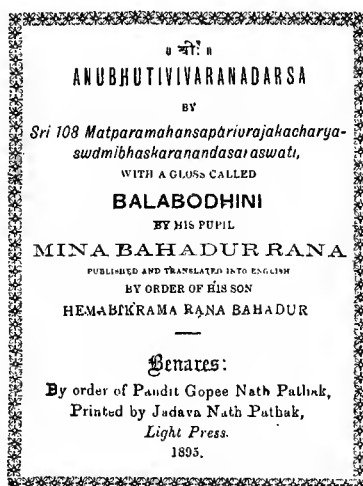 ॥ श्रीः ॥
ANUBHUTIVIVARANADARSA
BY
Sri 108 Matparamahansaparivrajakacharya-
swamibhaskaranandasaraswati,
WITH A GLOSS CALLED
BALABODHINI
BY HIS PUPIL
MINA BAHADUR RANA
PUBLISHED AND TRANSLATED INTO ENGLISH
BY ORDER OF HIS SON
HEMABIKRAMA RANA BAHADUR
Benares:
By order of Pandit Gopee Nath Pathak,
Printed by Jadava Nath Pathak,
Light Press.
1895.